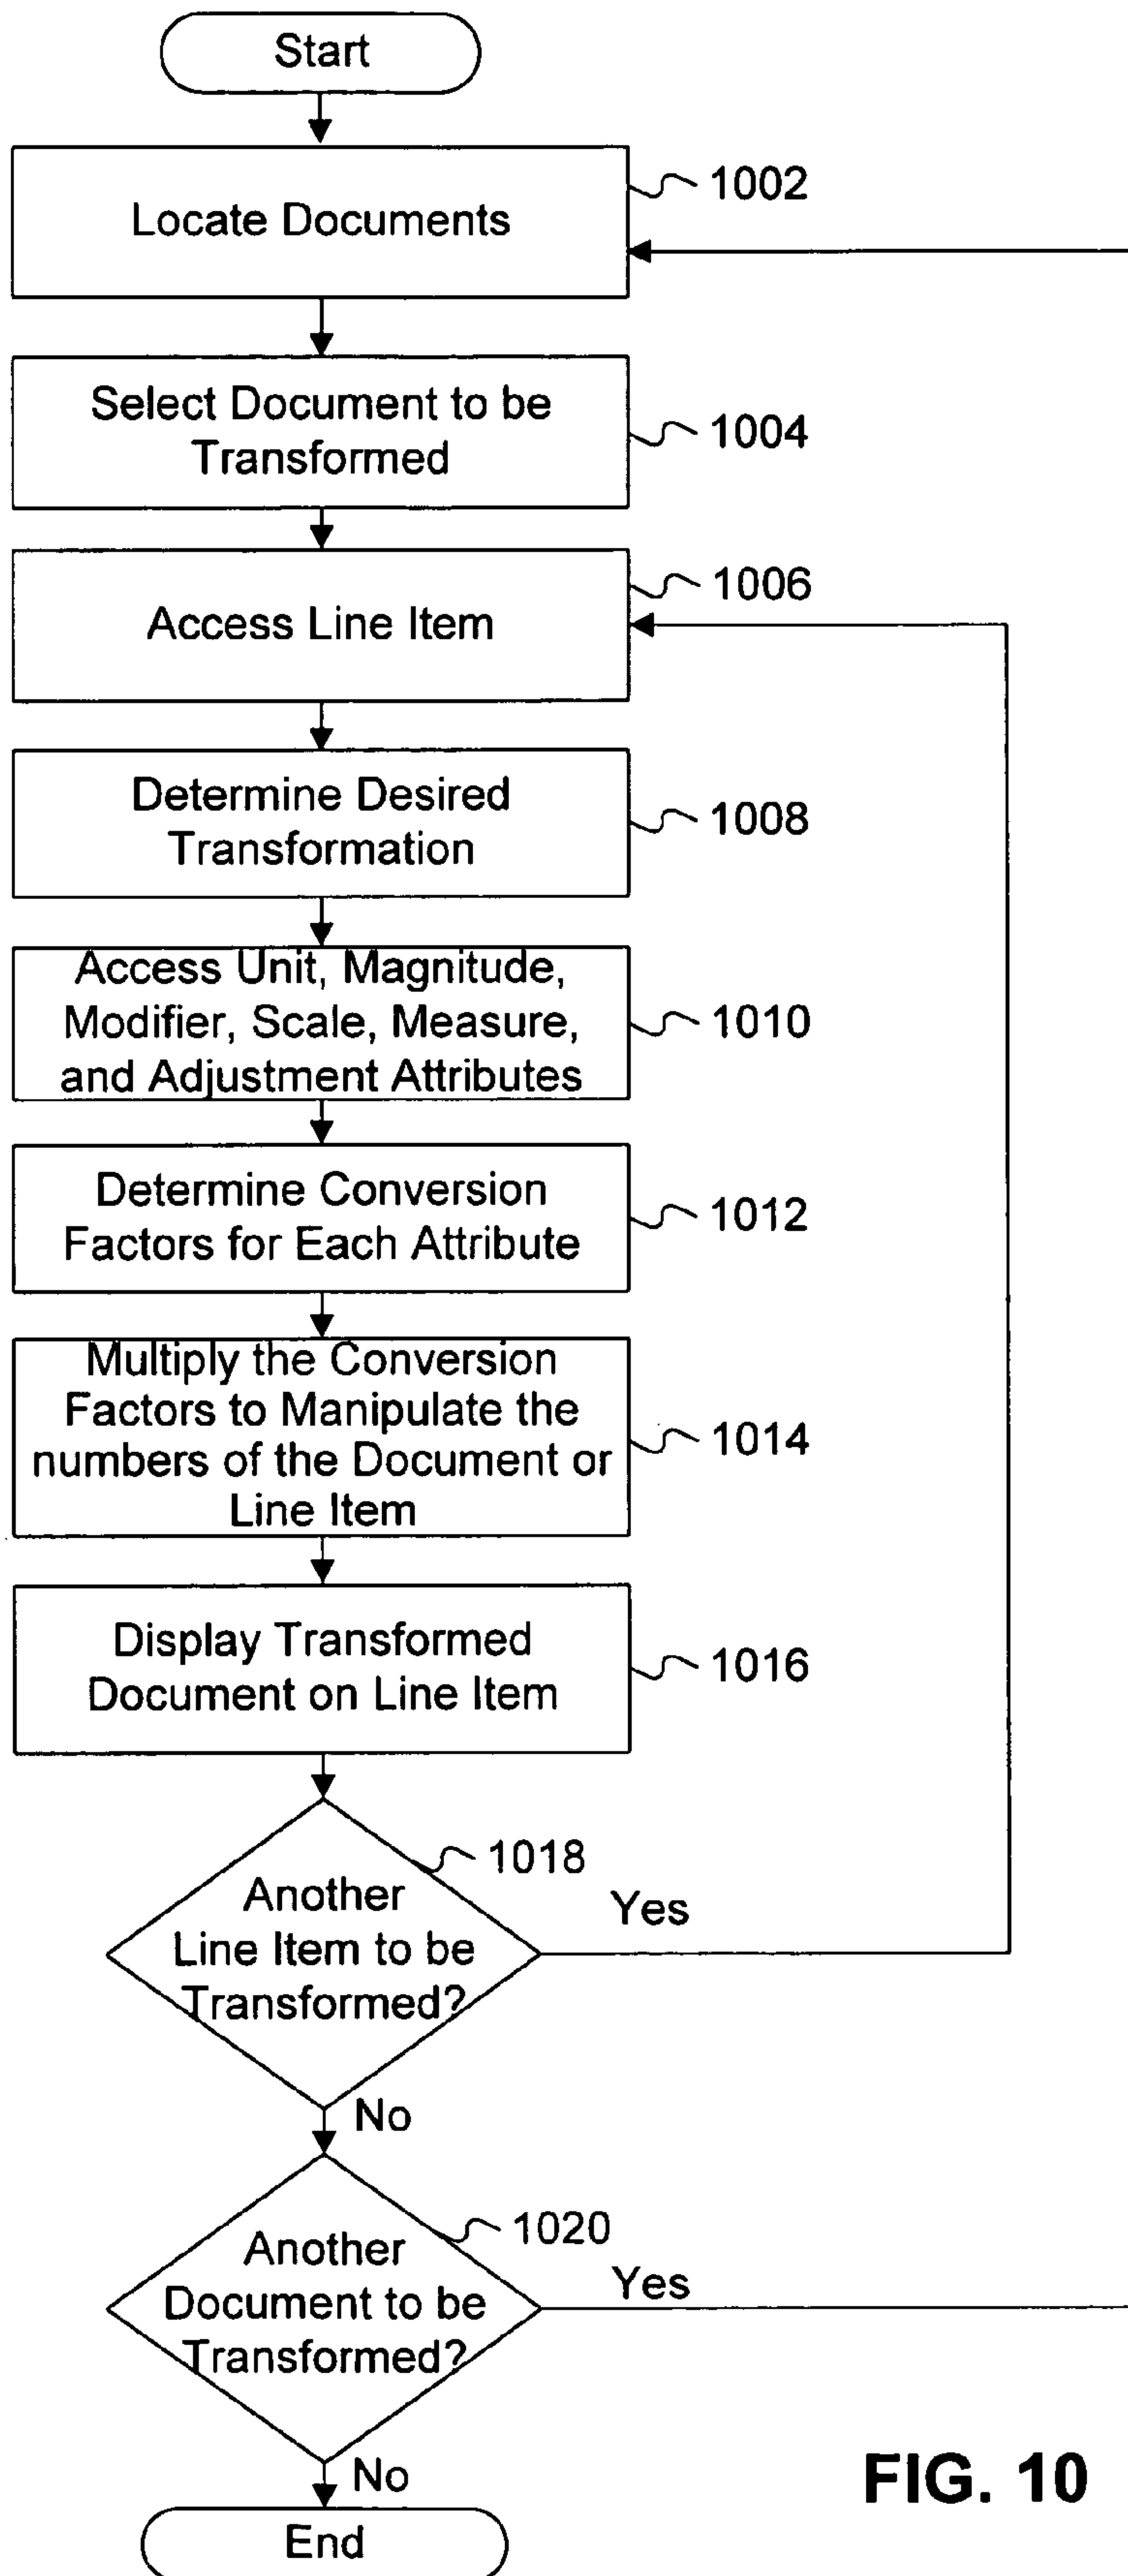 Start
Locate Documents
1002
Select Document to be
Transformed
1004
Access Line Item
1006
Determine Desired
Transformation
1008
Access Unit, Magnitude,
Modifier, Scale, Measure,
and Adjustment Attributes
1010
Determine Conversion
Factors for Each Attribute
1012
Multiply the Conversion
Factors to Manipulate the
numbers of the Document or
Line Item
1014
Display Transformed
Document on Line Item
1016
Another
Line Item to be
Transformed?
1018
Yes
No
Another
Document to be
Transformed?
1020
Yes
No
End
FIG. 10